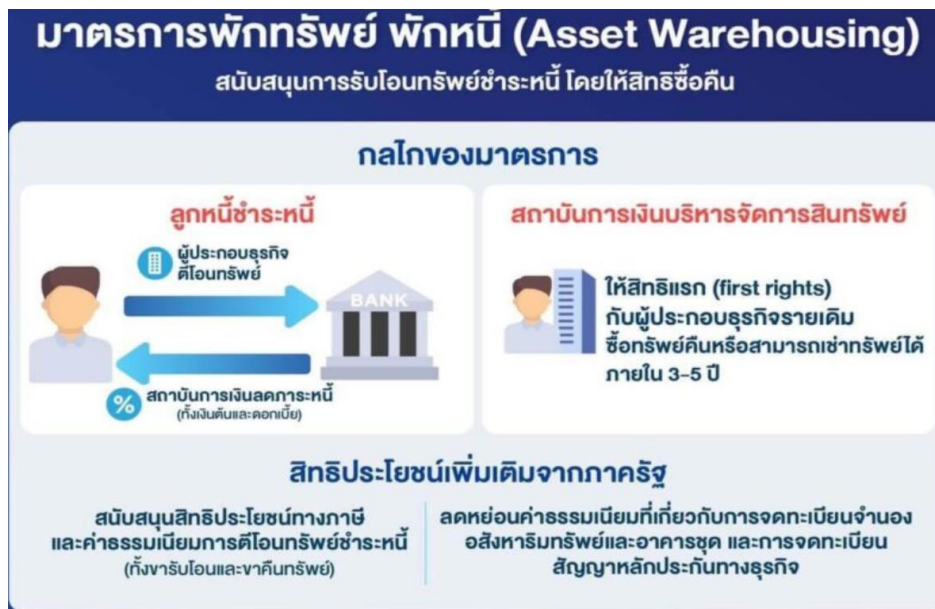 มาตรการพักทรัพย์ พักหนี้ (Asset Warehousing)
สนับสนุนการรับโอนทรัพย์ชำระหนี้ โดยให้สิทธิซื้อคืน
กลไกของมาตรการ
ลูกหนี้ชำระหนี้
ผู้ประกอบธุรกิจ
ตีโอนทรัพย์
BANK
% สถาบันการเงินลดภาระหนี้
(ทั้งเงินต้นและดอกเบี้ย)
สถาบันการเงินบริหารจัดการสินทรัพย์
ให้สิทธิแรก (first rights)
กับผู้ประกอบธุรกิจรายเดิม
ซื้อทรัพย์คืนหรือสามารถเช่าทรัพย์ได้
ภายใน 3-5 ปี
สิทธิประโยชน์เพิ่มเติมจากภาครัฐ
สนับสนุนสิทธิประโยชน์ทางภาษี
และค่าธรรมเนียมการตีโอนทรัพย์ชำระหนี้
(ทั้งขารับโอนและขาคืนทรัพย์)
ลดหย่อนค่าธรรมเนียมที่เกี่ยวกับการจดทะเบียนจำนอง
อสังหาริมทรัพย์และอาคารชุด และการจดทะเบียน
สัญญาหลักประกันทางธุรกิจ